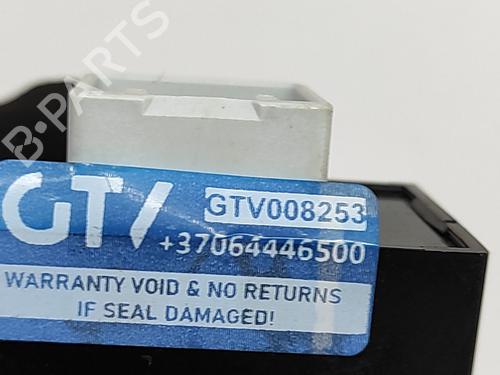 B-PARTS
GTV
GTV008253
+37064446500
WARRANTY VOID & NO RETURNS
IF SEAL DAMAGED!